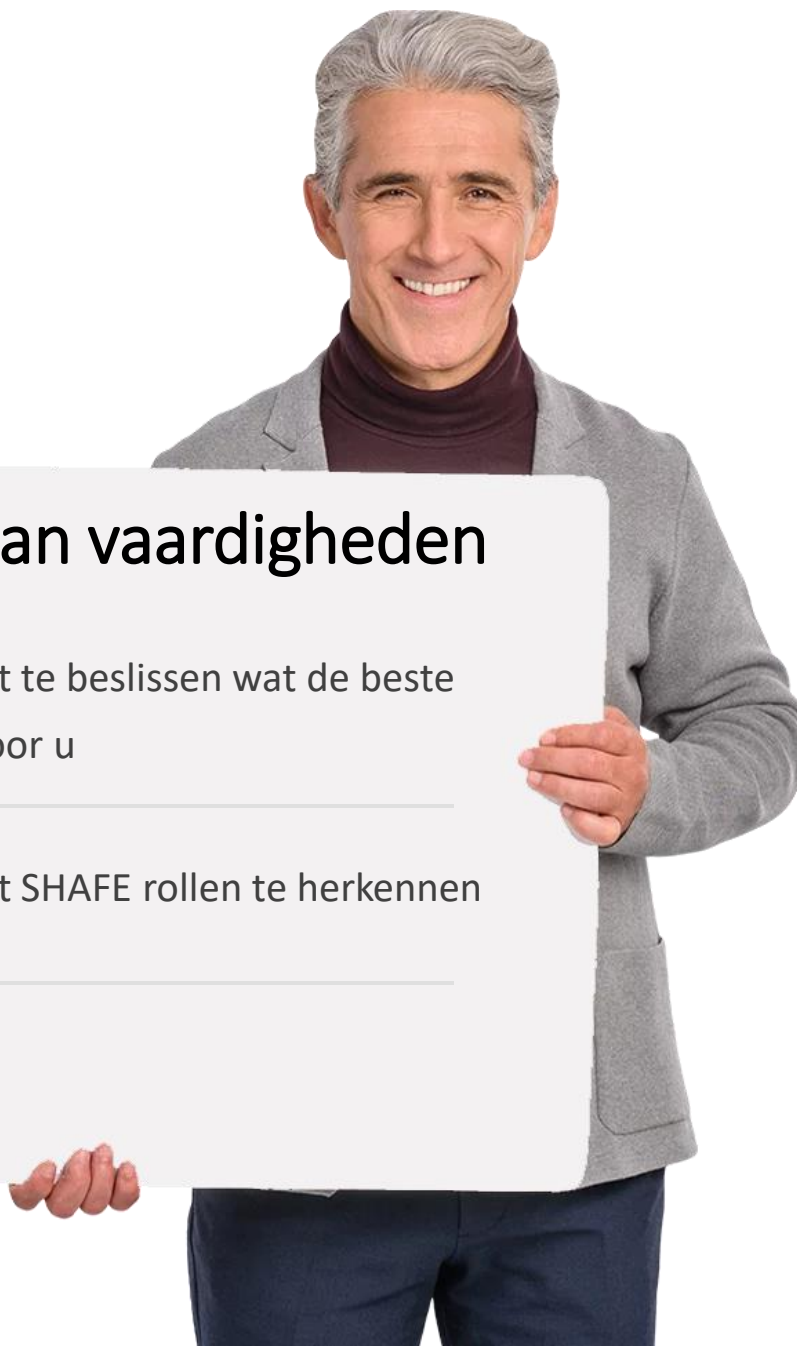 an vaardigheden
t te beslissen wat de beste
oor u
t SHAFE rollen te herkennen